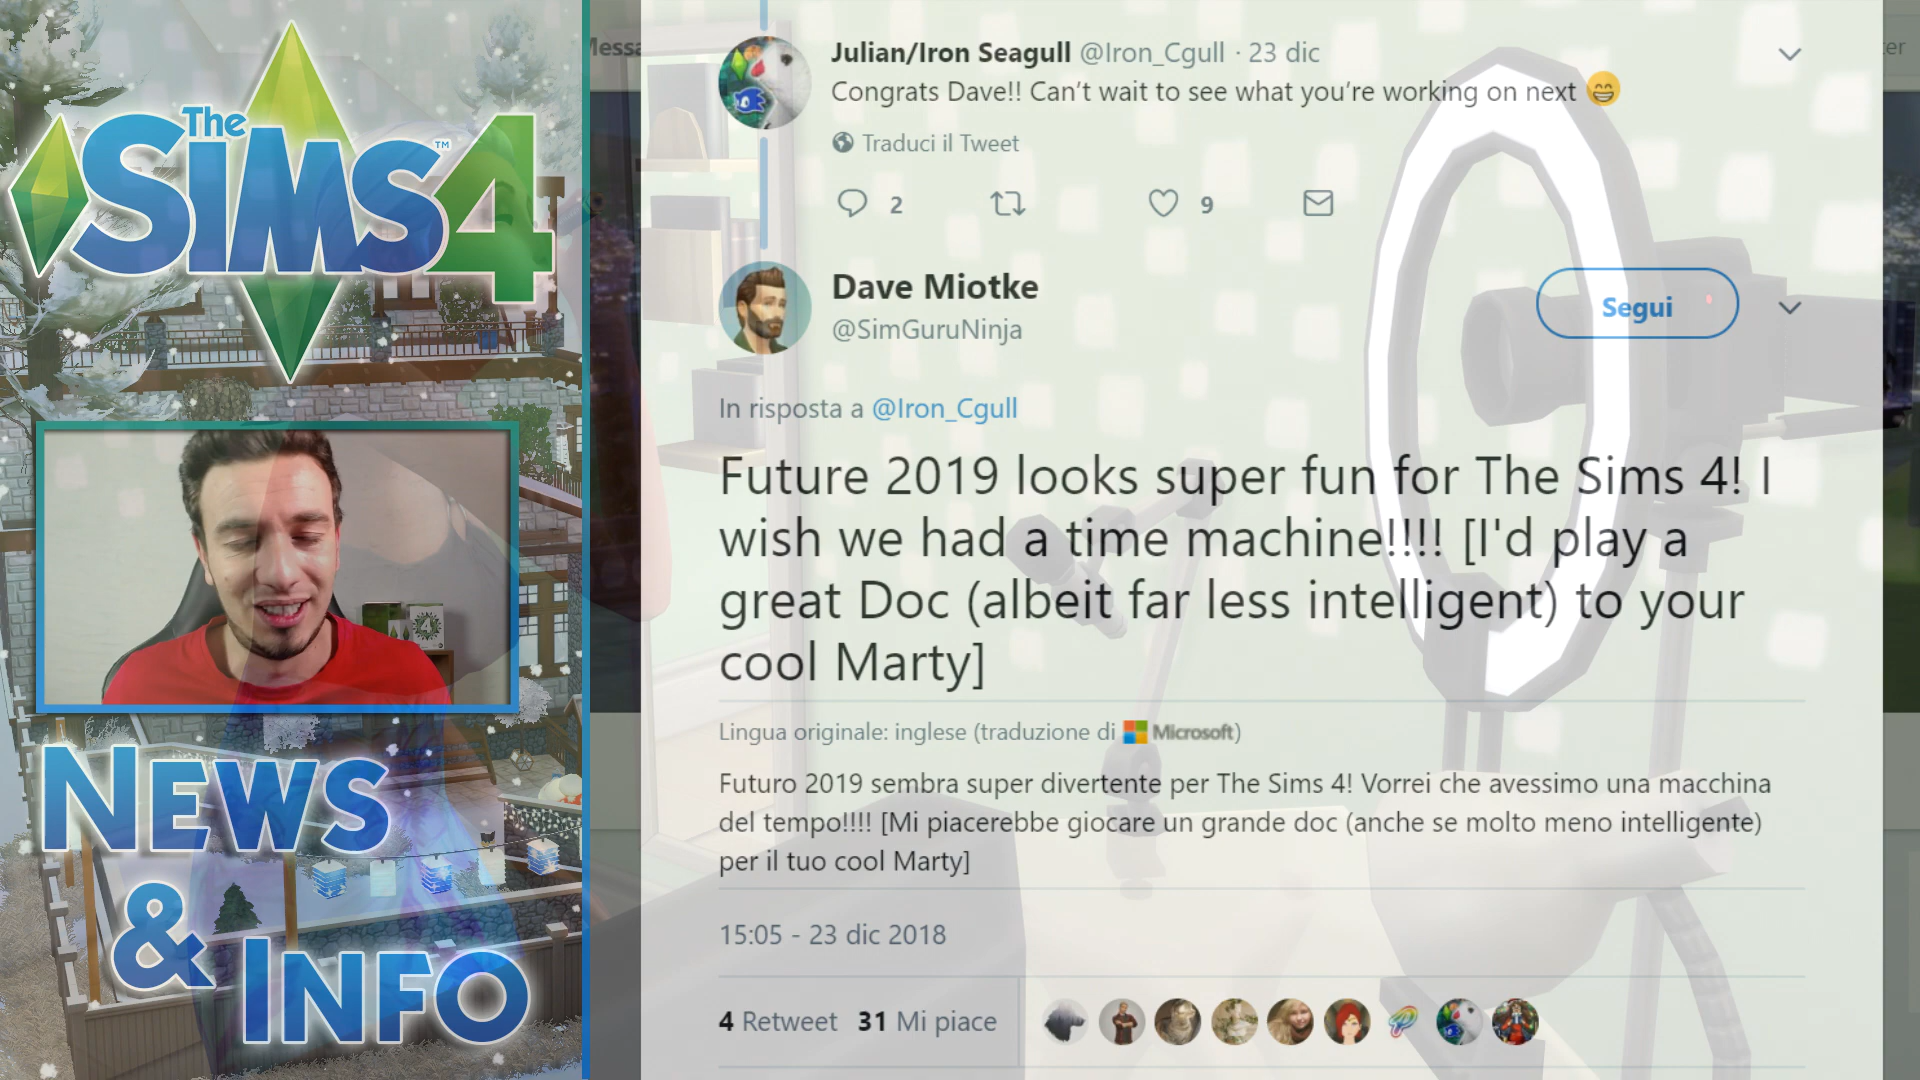 The
SIMS 4
™
NEWS
& INFO
Messa
er
Julian/Iron Seagull @Iron_Cgull · 23 dic
Congrats Dave!! Can't wait to see what you're working on next 😄
Traduci il Tweet
2 9
Dave Miotke
@SimGuruNinja
Segui
In risposta a @Iron_Cgull
Future 2019 looks super fun for The Sims 4! I
wish we had a time machine!!!! [I'd play a
great Doc (albeit far less intelligent) to your
cool Marty]
Lingua originale: inglese (traduzione di Microsoft)
Futuro 2019 sembra super divertente per The Sims 4! Vorrei che avessimo una macchina
del tempo!!!! [Mi piacerebbe giocare un grande doc (anche se molto meno intelligente)
per il tuo cool Marty]
15:05 - 23 dic 2018
4 Retweet 31 Mi piace